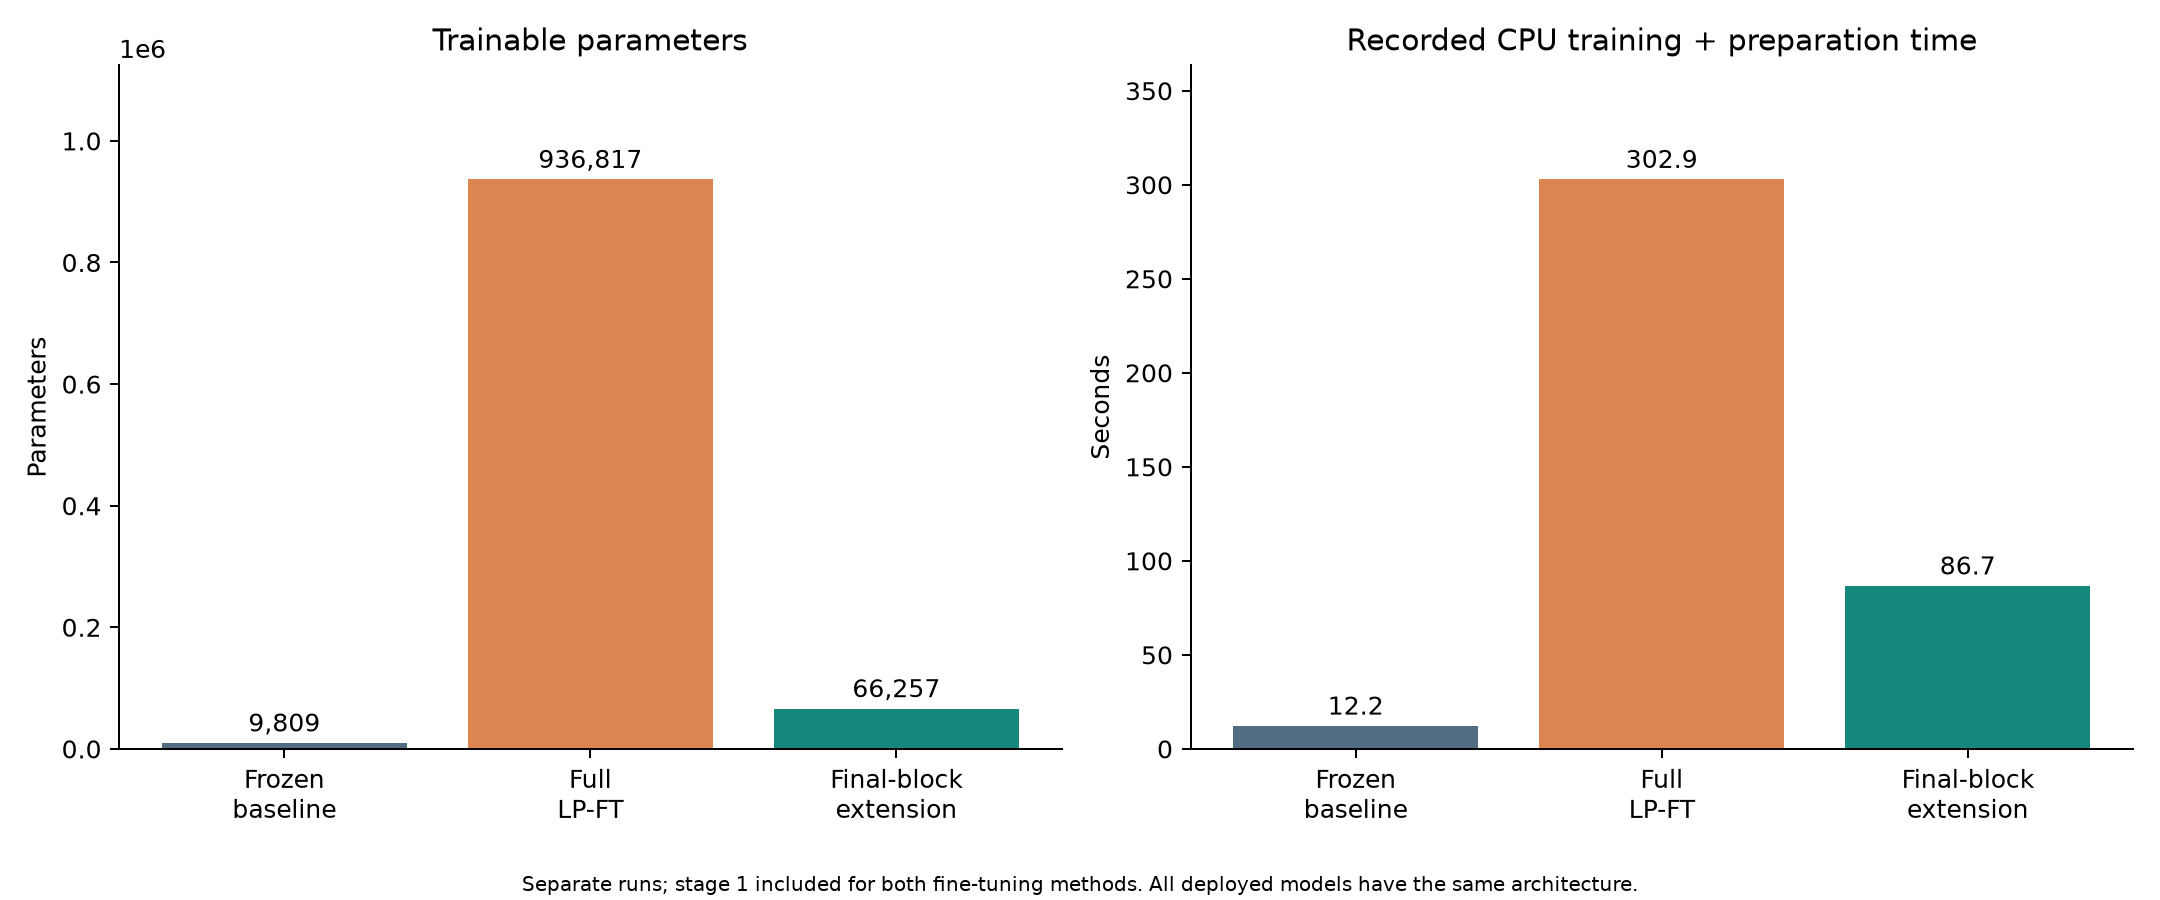 Trainable parameters
1e6
Parameters
1.0
0.8
0.6
0.4
0.2
0.0
936,817
66,257
9,809
Frozen
baseline
Full
LP-FT
Final-block
extension
Recorded CPU training + preparation time
Seconds
350
300
250
200
150
100
50
0
302.9
86.7
12.2
Frozen
baseline
Full
LP-FT
Final-block
extension
Separate runs; stage 1 included for both fine-tuning methods. All deployed models have the same architecture.